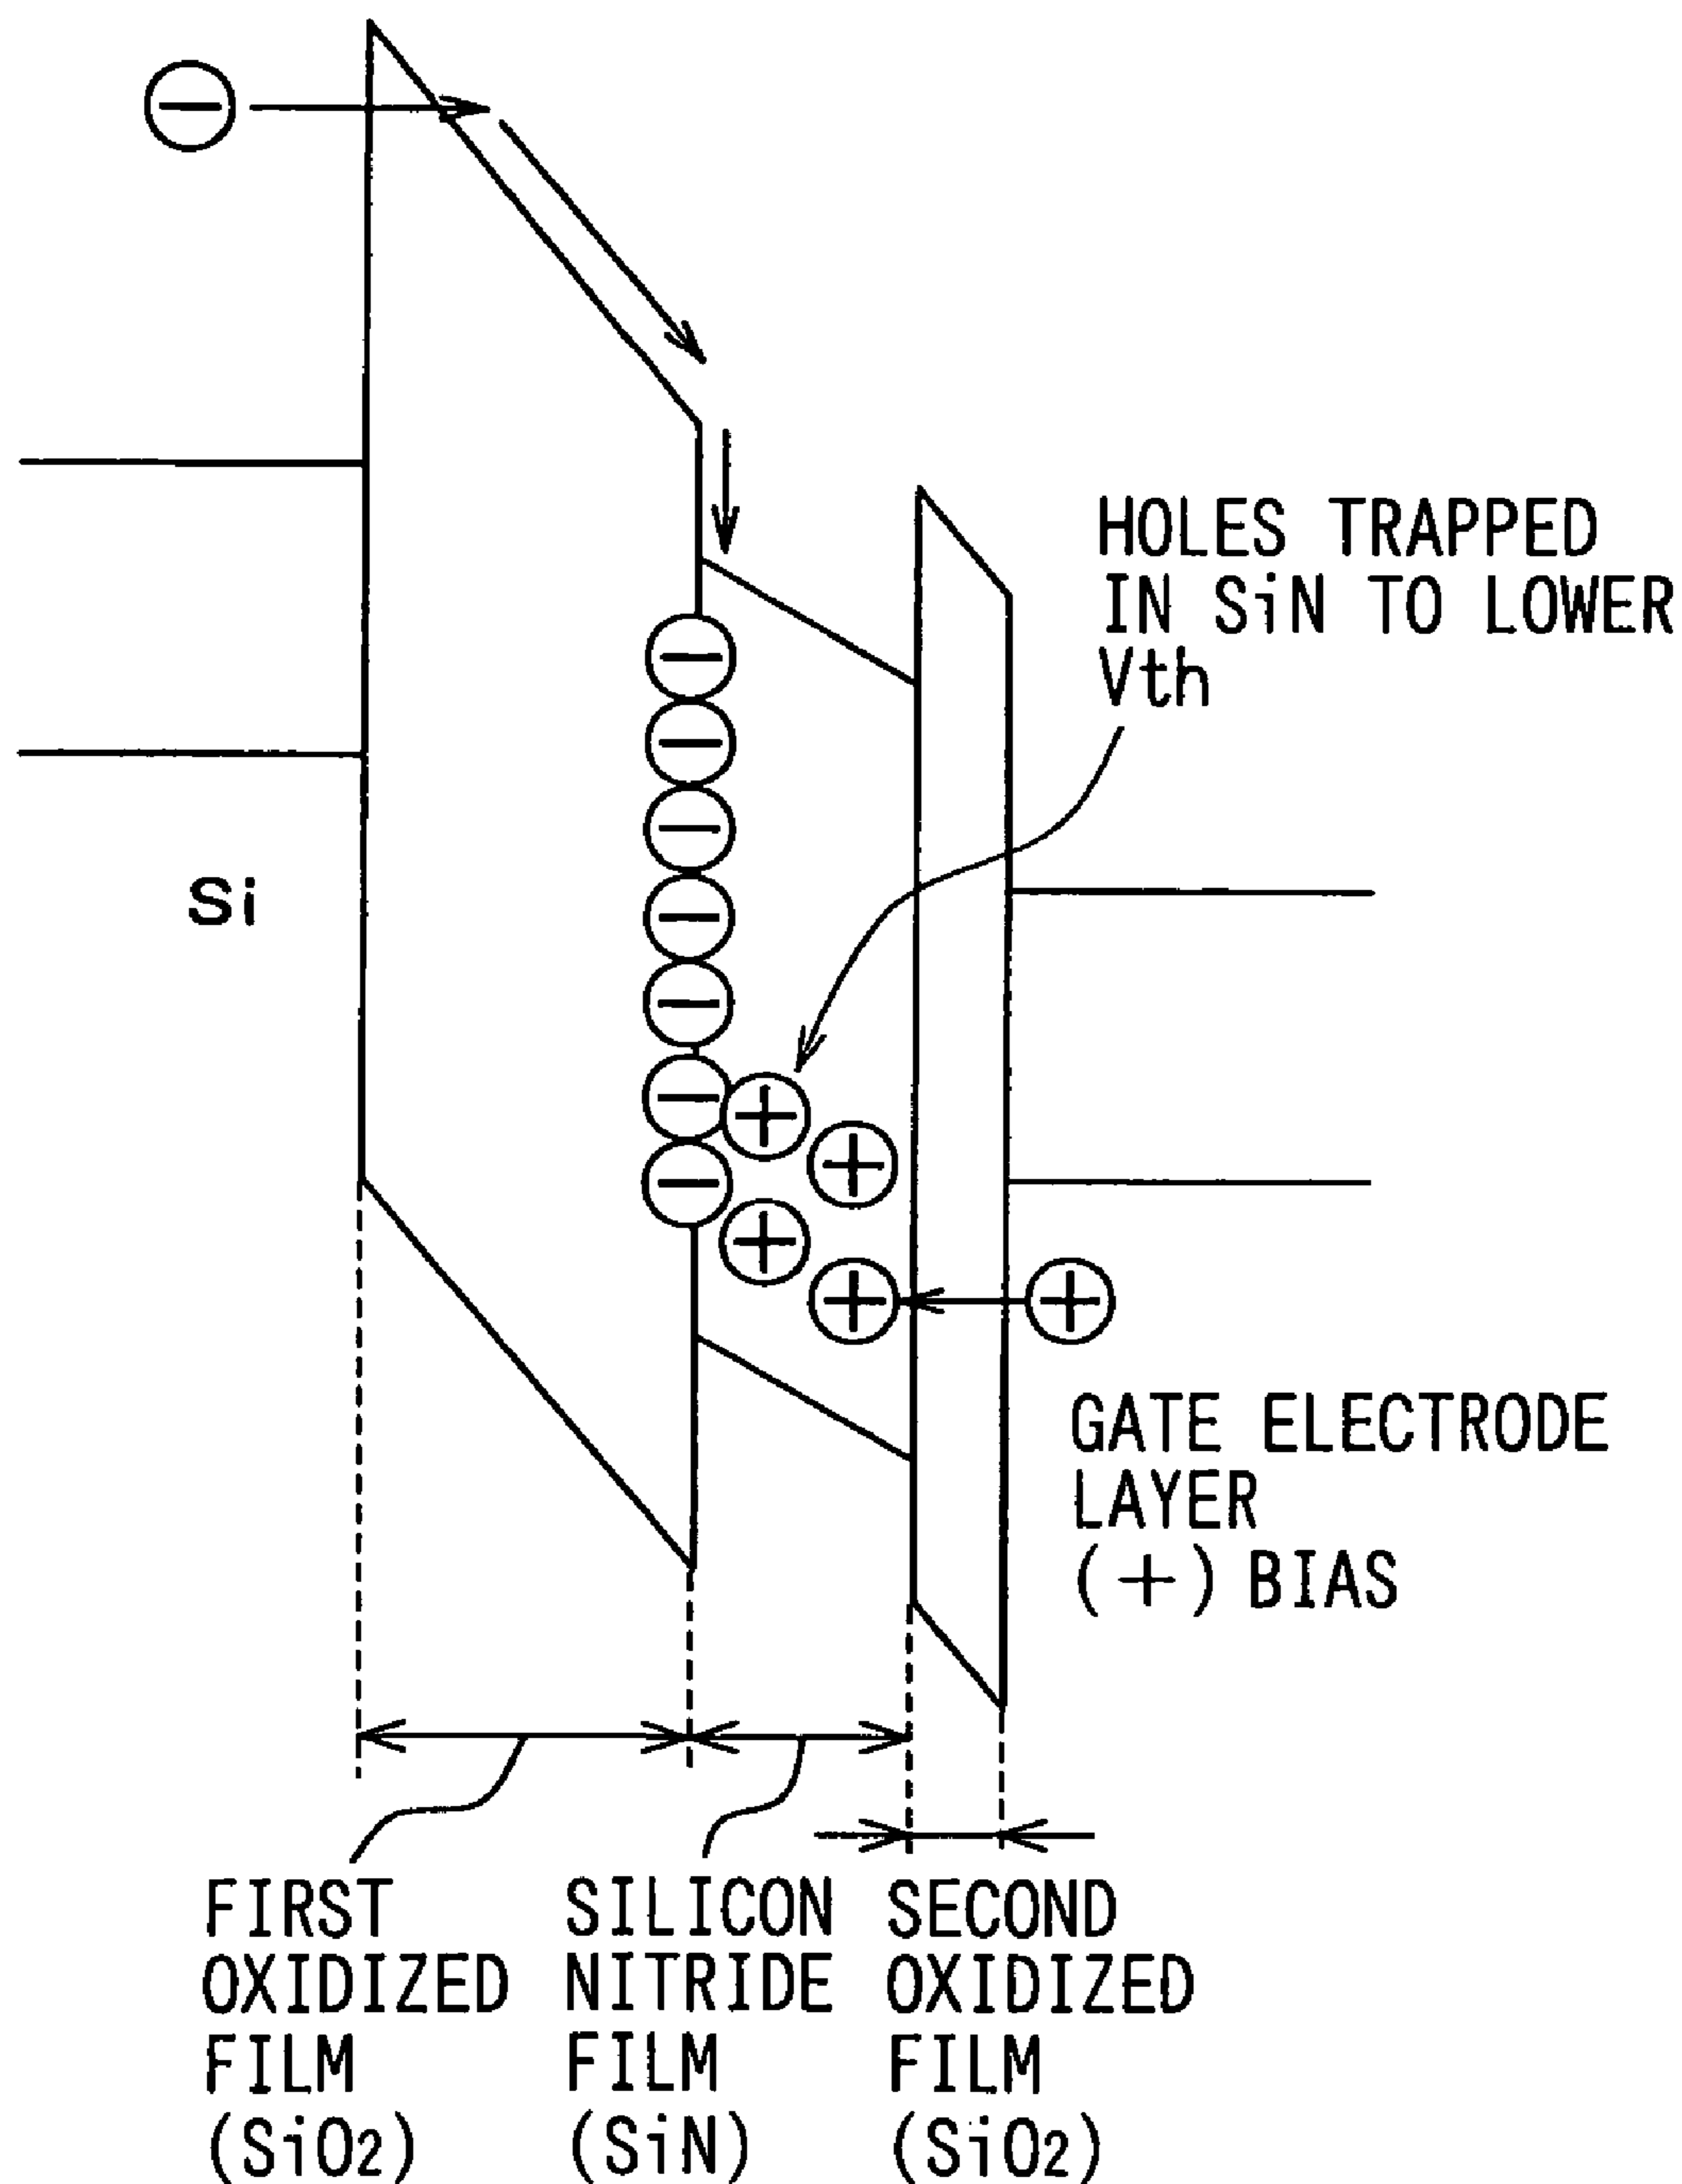 HOLES TRAPPED
IN SiN TO LOWER
Vth
Si
GATE ELECTRODE
LAYER
(+) BIAS
FIRST
OXIDIZED
FILM
(SiO2)
SILICON
NITRIDE
FILM
(SiN)
SECOND
OXIDIZED
FILM
(SiO2)